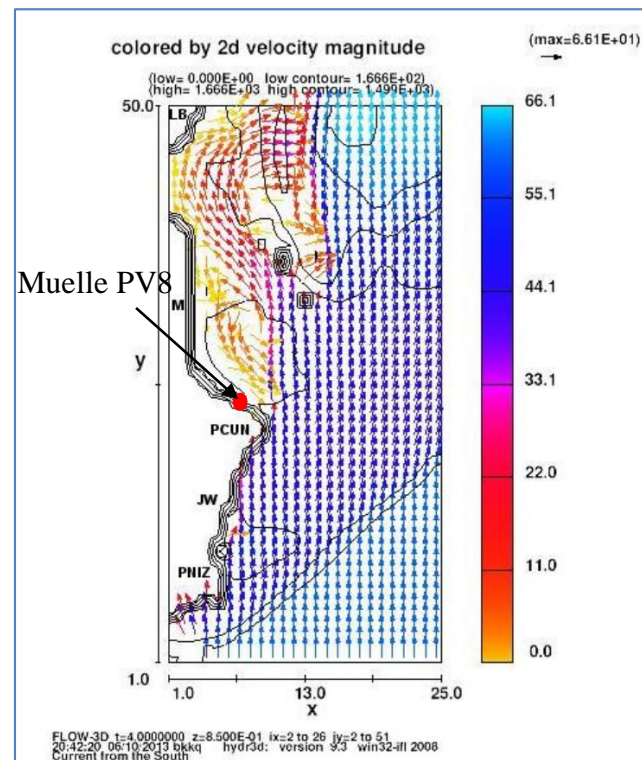 colored by 2d velocity magnitude
(max=6.61E+01)
(low= 0.000E+00 low contour= 1.666E+02)
(high= 1.666E+03 high contour= 1.499E+03)
50.0
LB
66.1
55.1
Muelle PV8
44.1
M
y
33.1
PCUN
22.0
JW
11.0
PNIZ
0.0
1.0
1.0 13.0 25.0
x
FLOW-3D t=4.0000000 z=8.500E-01 ix=2 to 26 jy=2 to 51
20:42:20 06/10/2013 bkkq hydr3d: version 9.3 win32-ifl 2008
Current from the South